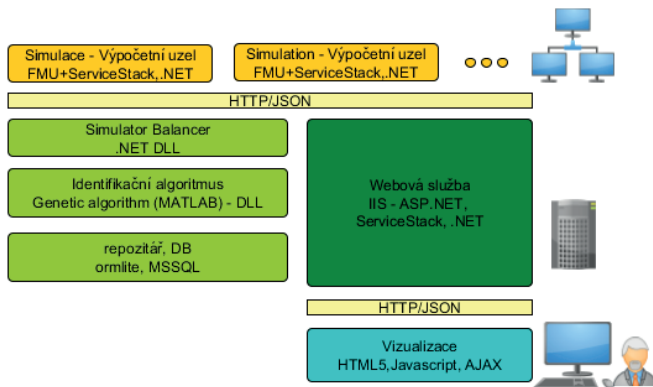 Simulace - Výpočetní uzel
FMU+ServiceStack,.NET
Simulation - Výpočetní uzel
FMU+ServiceStack,.NET
HTTP/JSON
Simulator Balancer
.NET DLL
Identifikační algoritmus
Genetic algorithm (MATLAB) - DLL
repozitář, DB
ormlite, MSSQL
Webová služba
IIS - ASP.NET,
ServiceStack, .NET
HTTP/JSON
Vizualizace
HTML5,Javascript, AJAX